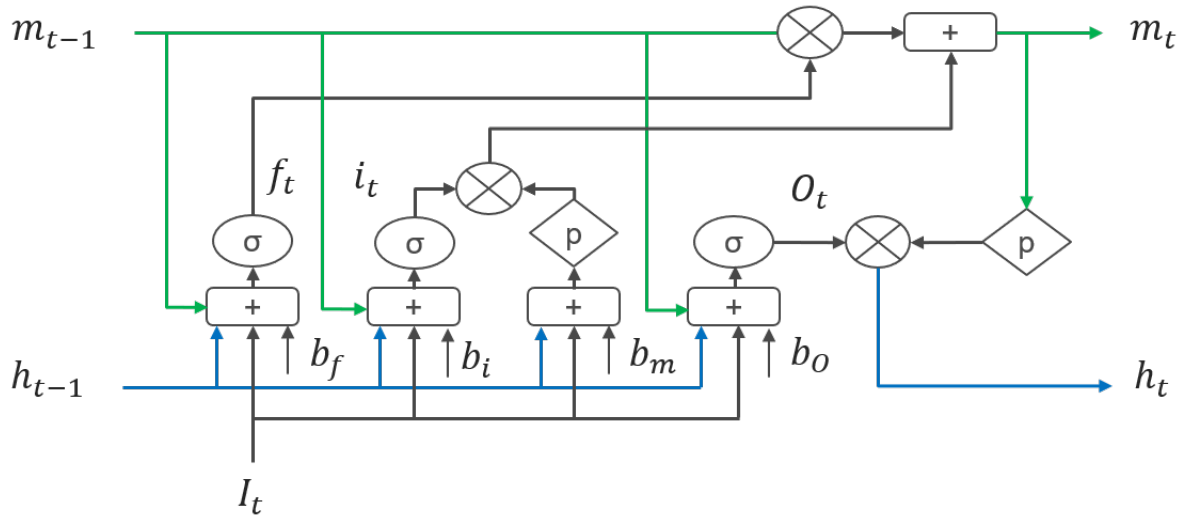 m_{t-1} + m_t
f_t i_t O_t
σ σ p σ p
+ + + +
b_f b_i b_m b_O
h_{t-1} h_t
I_t